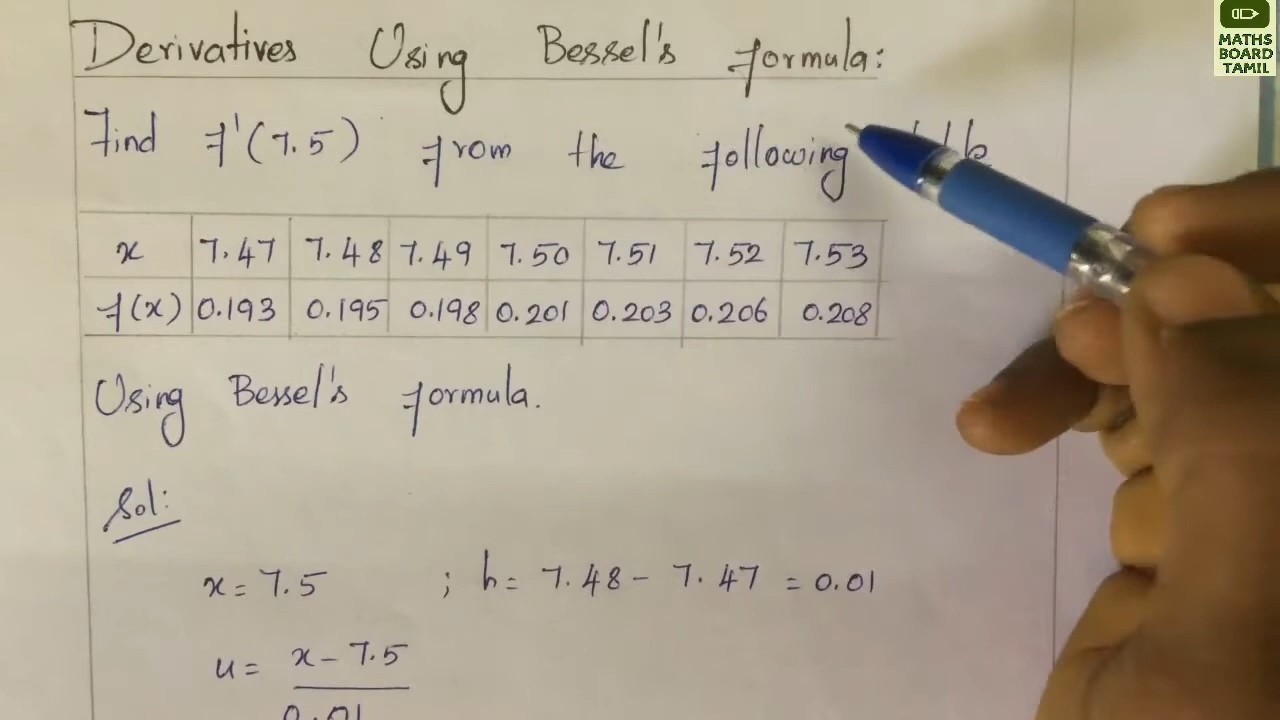 Derivatives Using Bessel's formula:
MATHS
BOARD
TAMIL
Find f'(7.5) from the following
x 7.47 7.48 7.49 7.50 7.51 7.52 7.53
f(x) 0.193 0.195 0.198 0.201 0.203 0.206 0.208
Using Bessel's formula.
Sol:
x = 7.5 ; h = 7.48 - 7.47 = 0.01
u = x - 7.5
0.01